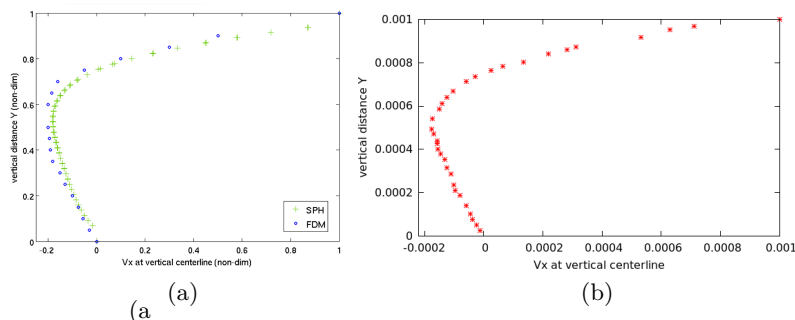 1
0.8
0.6
0.4
0.2
0
-0.2 0 0.2 0.4 0.6 0.8 1
vertical distance Y (non-dim)
Vx at vertical centerline (non-dim)
SPH
FDM
(a)
(a
(b)
0.001
0.0008
0.0006
0.0004
0.0002
0
-0.0002 0 0.0002 0.0004 0.0006 0.0008 0.001
vertical distance Y
Vx at vertical centerline